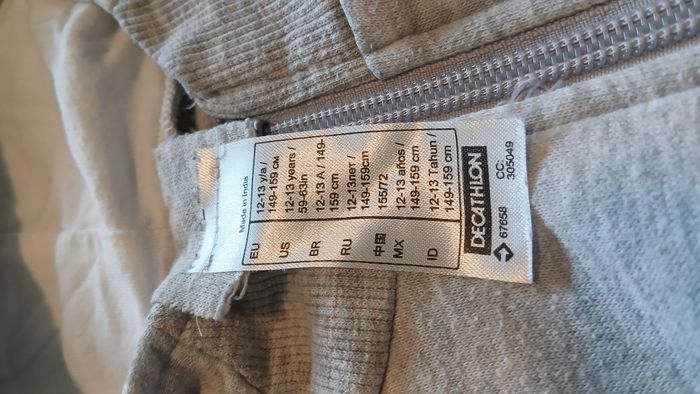 Made in India
EU 12-13 y/a /
149-159 см
US 12-13 years /
59-63in
BR 12-13 A / 149-
159 cm
RU 12-13лет /
149-159cm
中国 155/72
MX 12-13 años /
149-159 cm
ID 12-13 Tahun /
149-159 cm
DECATHLON
67658
CC:
305049